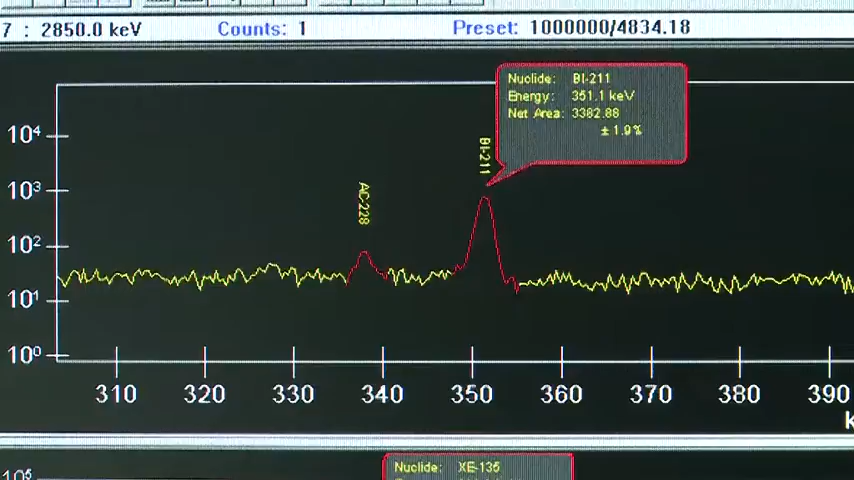 7 : 2850.0 keV Counts: 1 Preset: 1000000/4834.18
Nuclide: BI-211
Energy: 351.1 keV
Net Area: 3382.88
± 1.9%
BI-211
AC-228
10⁴
10³
10²
10¹
10⁰
310 320 330 340 350 360 370 380 390
k
10⁵
Nuclide: XE-135